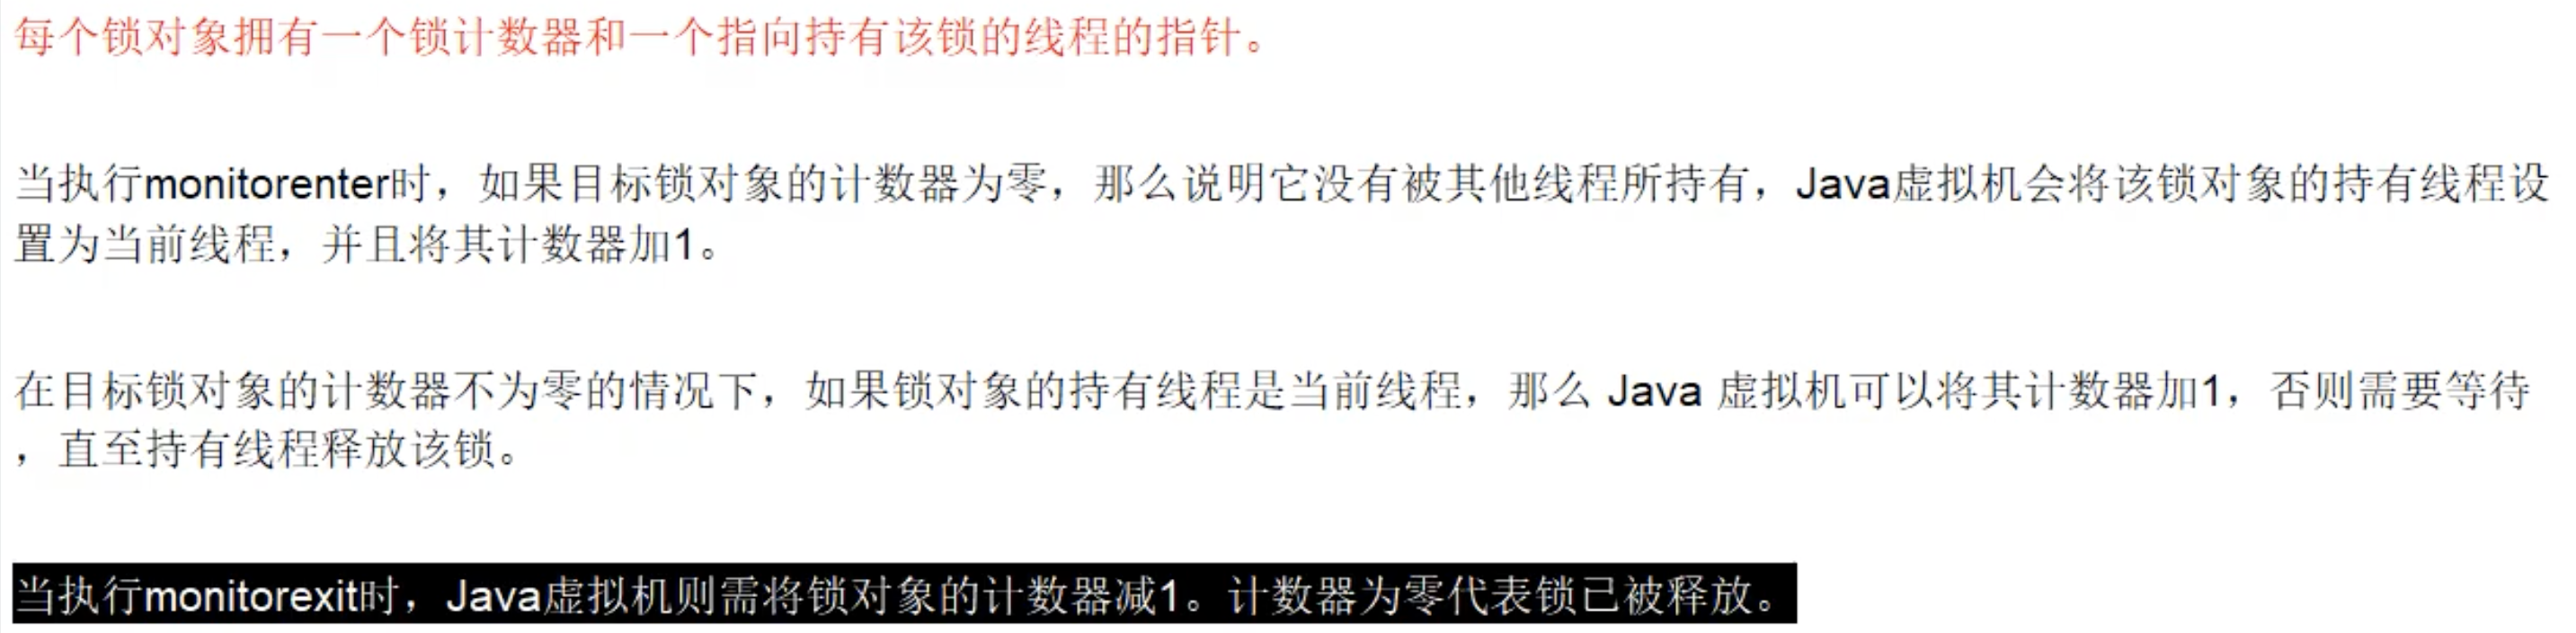 每个锁对象拥有一个锁计数器和一个指向持有该锁的线程的指针。
当执行monitorenter时，如果目标锁对象的计数器为零，那么说明它没有被其他线程所持有，Java虚拟机会将该锁对象的持有线程设
置为当前线程，并且将其计数器加1。
在目标锁对象的计数器不为零的情况下，如果锁对象的持有线程是当前线程，那么 Java 虚拟机可以将其计数器加1，否则需要等待
，直至持有线程释放该锁。
当执行monitorexit时，Java虚拟机则需将锁对象的计数器减1。计数器为零代表锁已被释放。